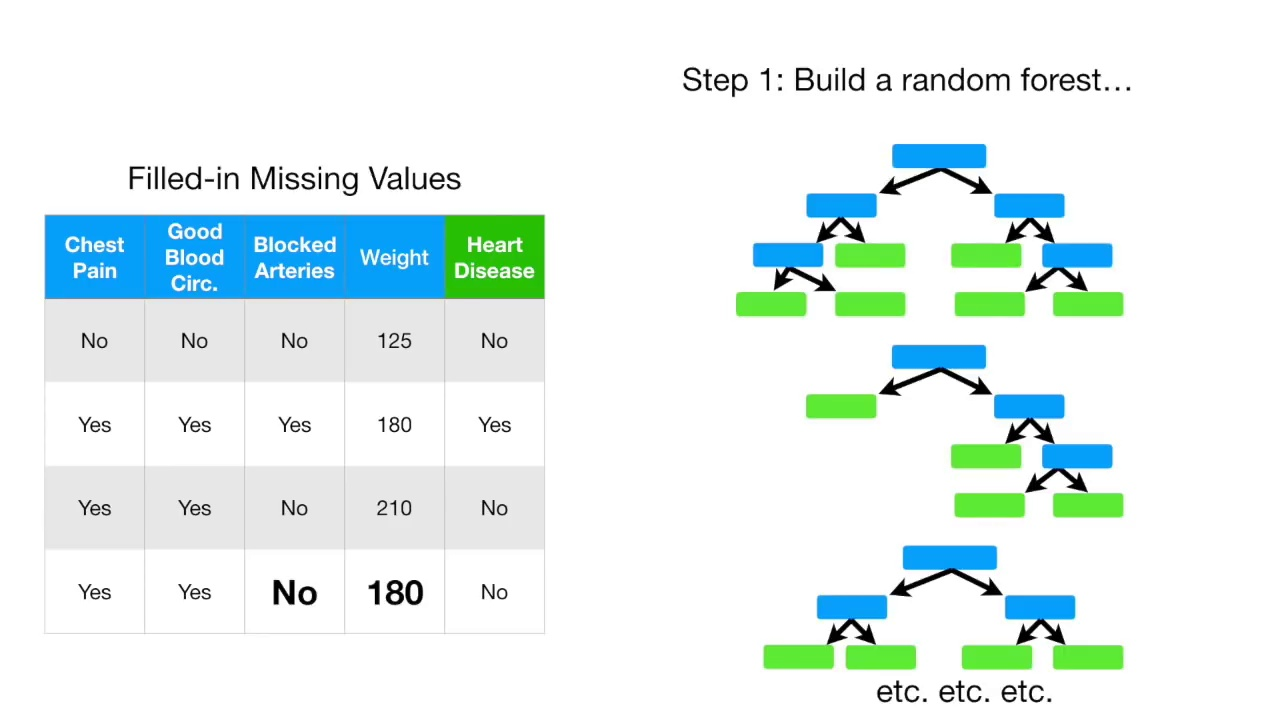 Step 1: Build a random forest…
Filled-in Missing Values
Chest Pain Good Blood Circ. Blocked Arteries Weight Heart Disease
No No No 125 No
Yes Yes Yes 180 Yes
Yes Yes No 210 No
Yes Yes No 180 No
etc. etc. etc.